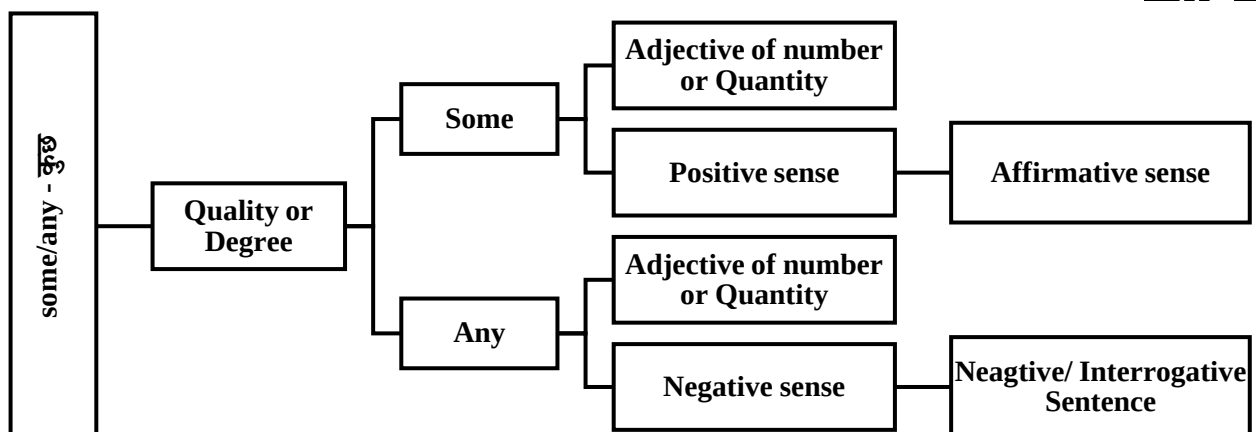 some/any - कुछ
Quality or
Degree
Some
Adjective of number
or Quantity
Positive sense
Affirmative sense
Any
Adjective of number
or Quantity
Negative sense
Neagtive/ Interrogative
Sentence